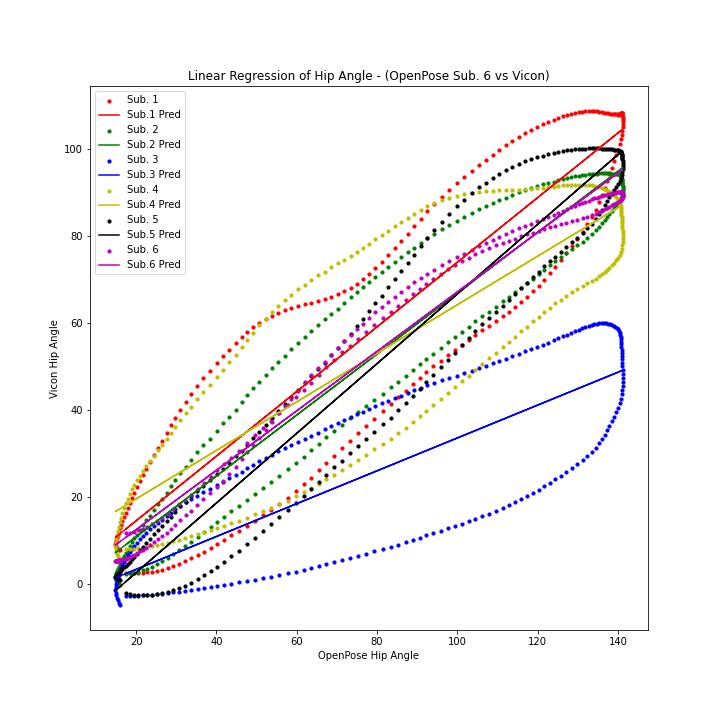 Linear Regression of Hip Angle - (OpenPose Sub. 6 vs Vicon)
Sub. 1
Sub.1 Pred
Sub. 2
Sub.2 Pred
Sub. 3
Sub.3 Pred
Sub. 4
Sub.4 Pred
Sub. 5
Sub.5 Pred
Sub. 6
Sub.6 Pred
Vicon Hip Angle
100
80
60
40
20
0
20 40 60 80 100 120 140
OpenPose Hip Angle